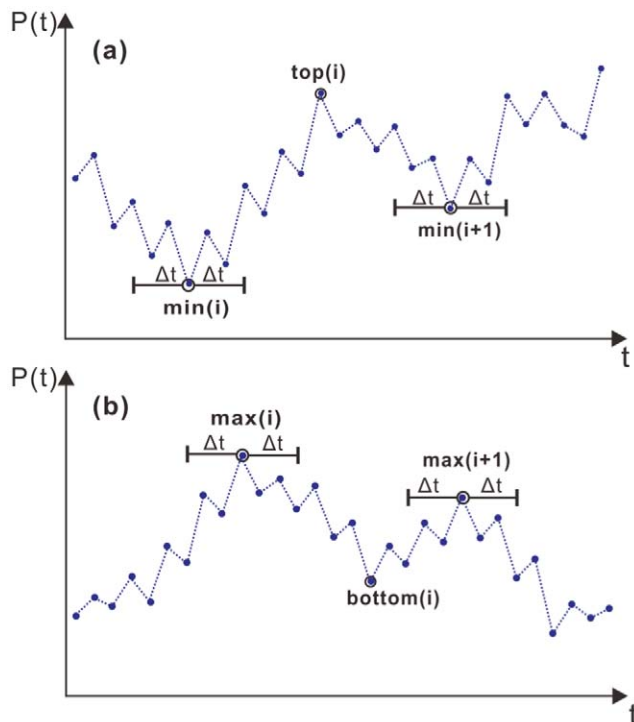 P(t)
(a)
top(i)
Δt Δt
min(i+1)
Δt Δt
min(i)
t
P(t)
(b)
max(i)
Δt Δt
max(i+1)
Δt Δt
bottom(i)
t